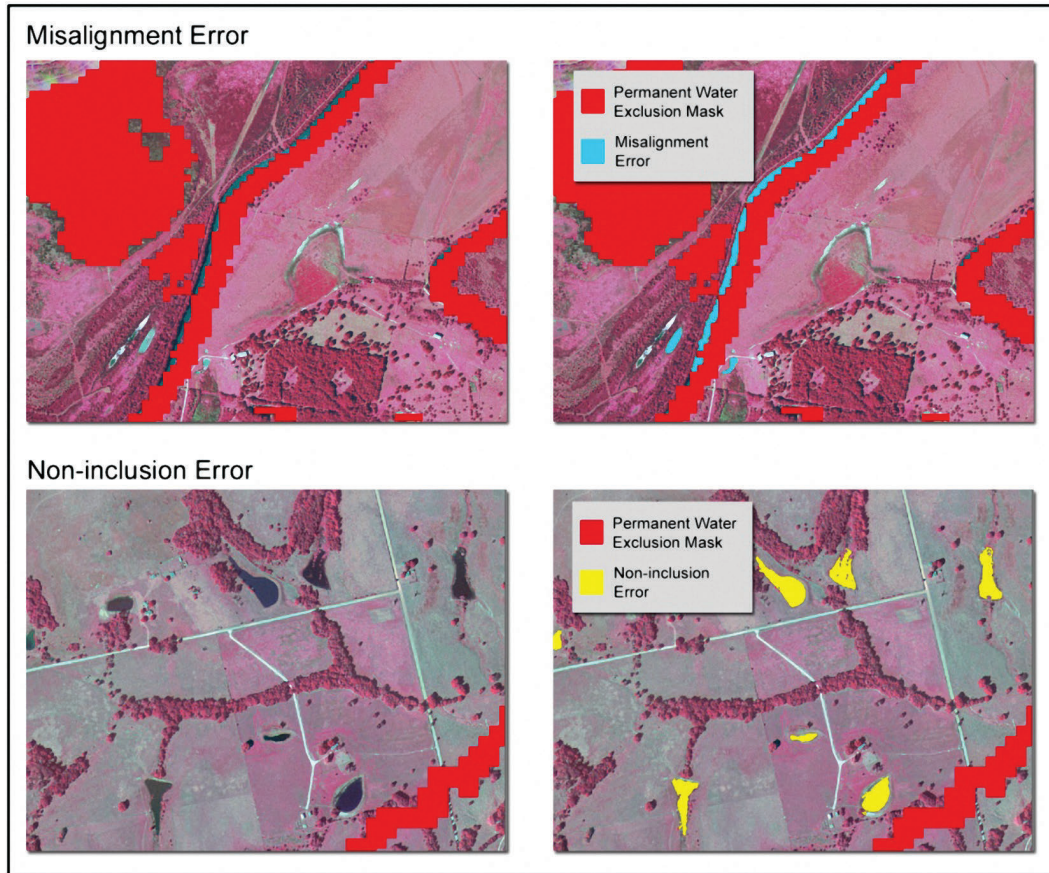 Misalignment Error
Permanent Water
Exclusion Mask
Misalignment
Error
Non-inclusion Error
Permanent Water
Exclusion Mask
Non-inclusion
Error